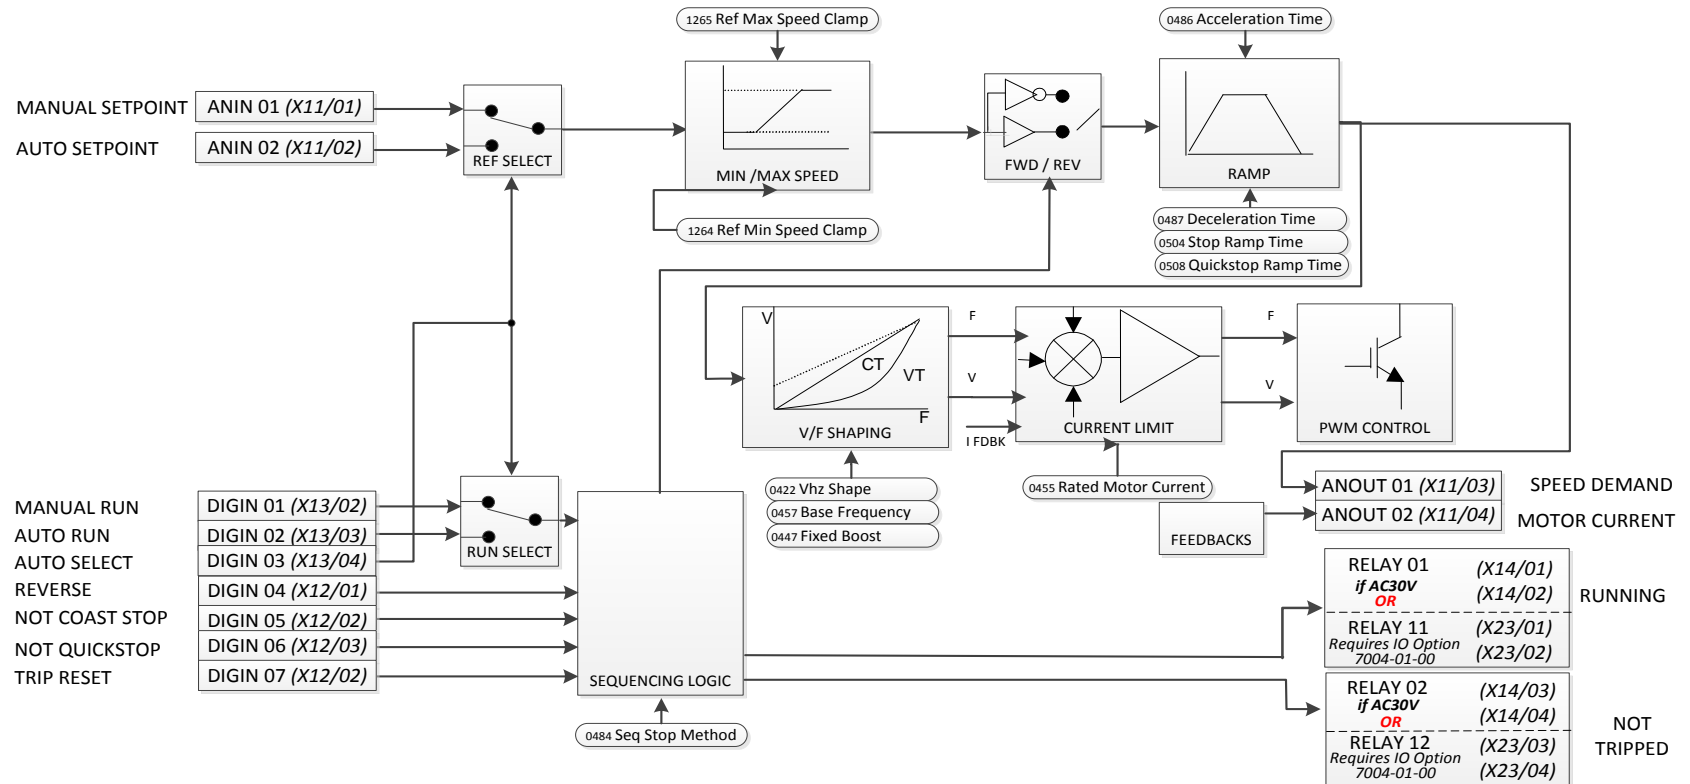 1265 Ref Max Speed Clamp
0486 Acceleration Time
MANUAL SETPOINT
ANIN 01 (X11/01)
AUTO SETPOINT
ANIN 02 (X11/02)
REF SELECT
MIN /MAX SPEED
FWD / REV
RAMP
1264 Ref Min Speed Clamp
0487 Deceleration Time
0504 Stop Ramp Time
0508 Quickstop Ramp Time
V
CT
VT
F
V/F SHAPING
F
V
I FDBK
CURRENT LIMIT
F
V
PWM CONTROL
0422 Vhz Shape
0457 Base Frequency
0447 Fixed Boost
0455 Rated Motor Current
FEEDBACKS
ANOUT 01 (X11/03)
SPEED DEMAND
ANOUT 02 (X11/04)
MOTOR CURRENT
MANUAL RUN
DIGIN 01 (X13/02)
AUTO RUN
DIGIN 02 (X13/03)
AUTO SELECT
DIGIN 03 (X13/04)
REVERSE
DIGIN 04 (X12/01)
NOT COAST STOP
DIGIN 05 (X12/02)
NOT QUICKSTOP
DIGIN 06 (X12/03)
TRIP RESET
DIGIN 07 (X12/02)
RUN SELECT
SEQUENCING LOGIC
0484 Seq Stop Method
RELAY 01 (X14/01)
if AC30V (X14/02)
OR
RUNNING
RELAY 11 (X23/01)
Requires IO Option (X23/02)
7004-01-00
RELAY 02 (X14/03)
if AC30V (X14/04)
OR
NOT
TRIPPED
RELAY 12 (X23/03)
Requires IO Option (X23/04)
7004-01-00